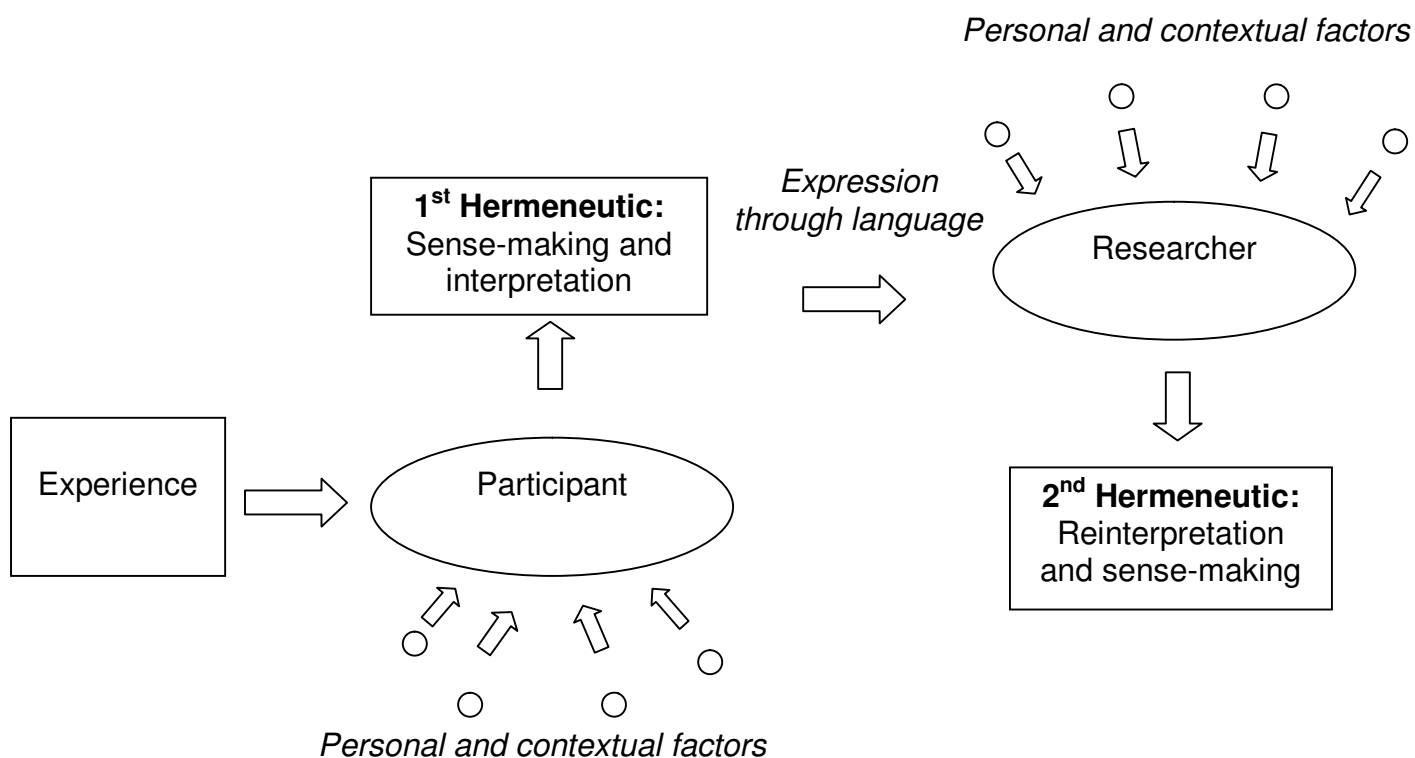 Personal and contextual factors
1st Hermeneutic:
Sense-making and
interpretation
Expression
through language
Researcher
Experience
Participant
2nd Hermeneutic:
Reinterpretation
and sense-making
Personal and contextual factors